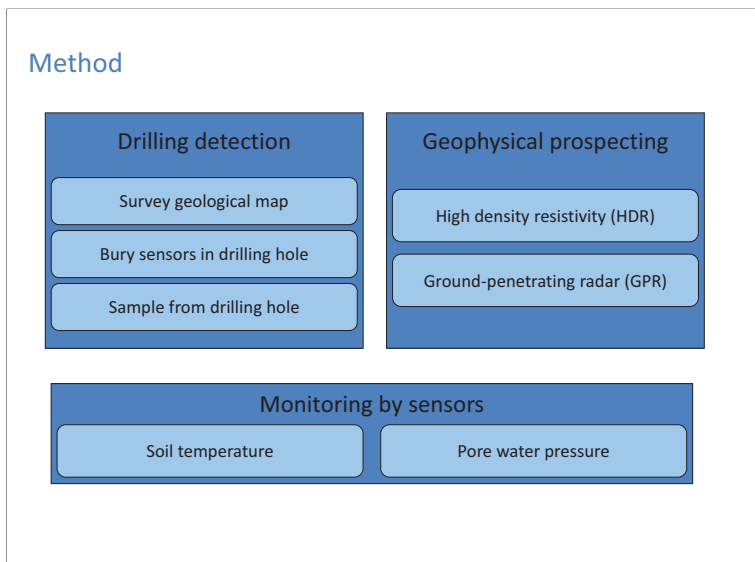 Method
Drilling detection
Survey geological map
Bury sensors in drilling hole
Sample from drilling hole
Geophysical prospecting
High density resistivity (HDR)
Ground-penetrating radar (GPR)
Monitoring by sensors
Soil temperature
Pore water pressure